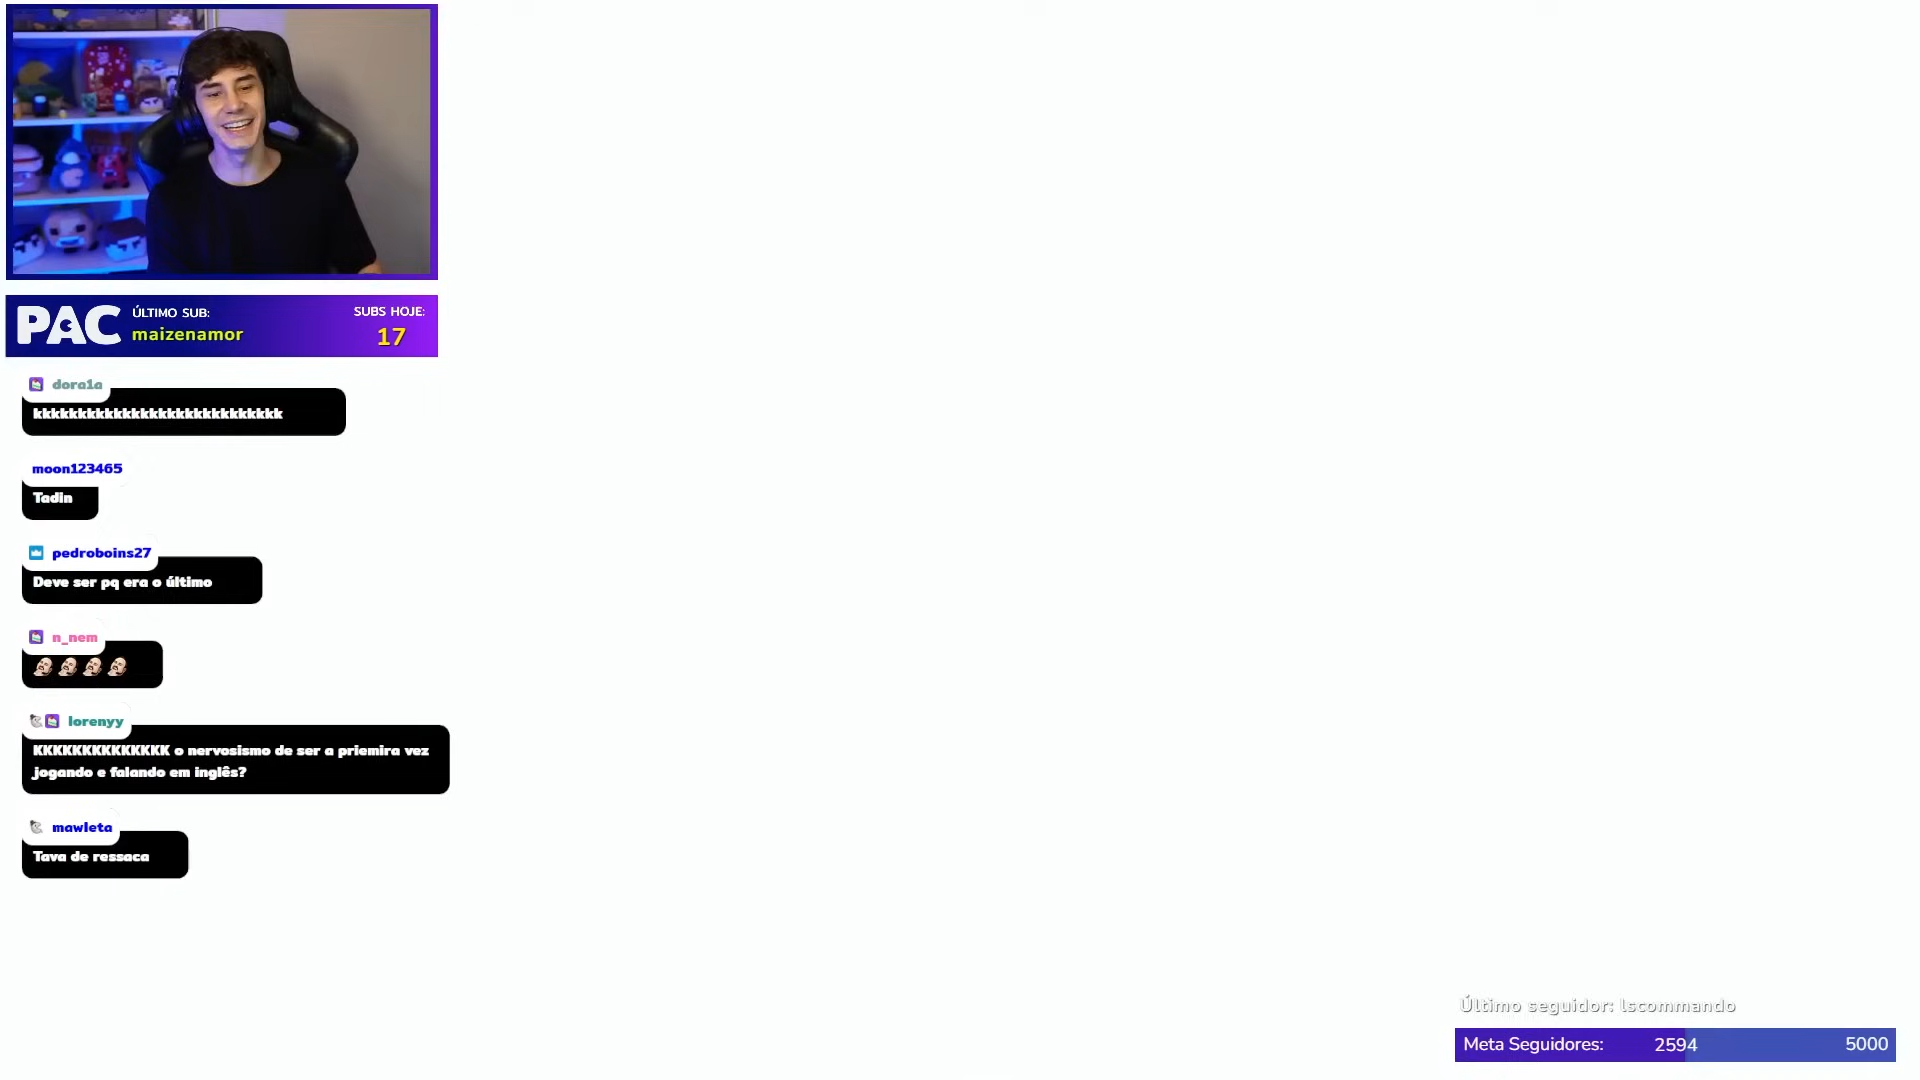 PAC
ÚLTIMO SUB:
maizenamor
SUBS HOJE:
17
dora1a
kkkkkkkkkkkkkkkkkkkkkkkkkkkk
moon123465
Tadin
pedroboins27
Deve ser pq era o último
n_nem
lorenyy
KKKKKKKKKKKKKK o nervosismo de ser a priemira vez
jogando e falando em inglês?
mawleta
Tava de ressaca
Último seguidor: lscommando
Meta Seguidores: 2594 5000